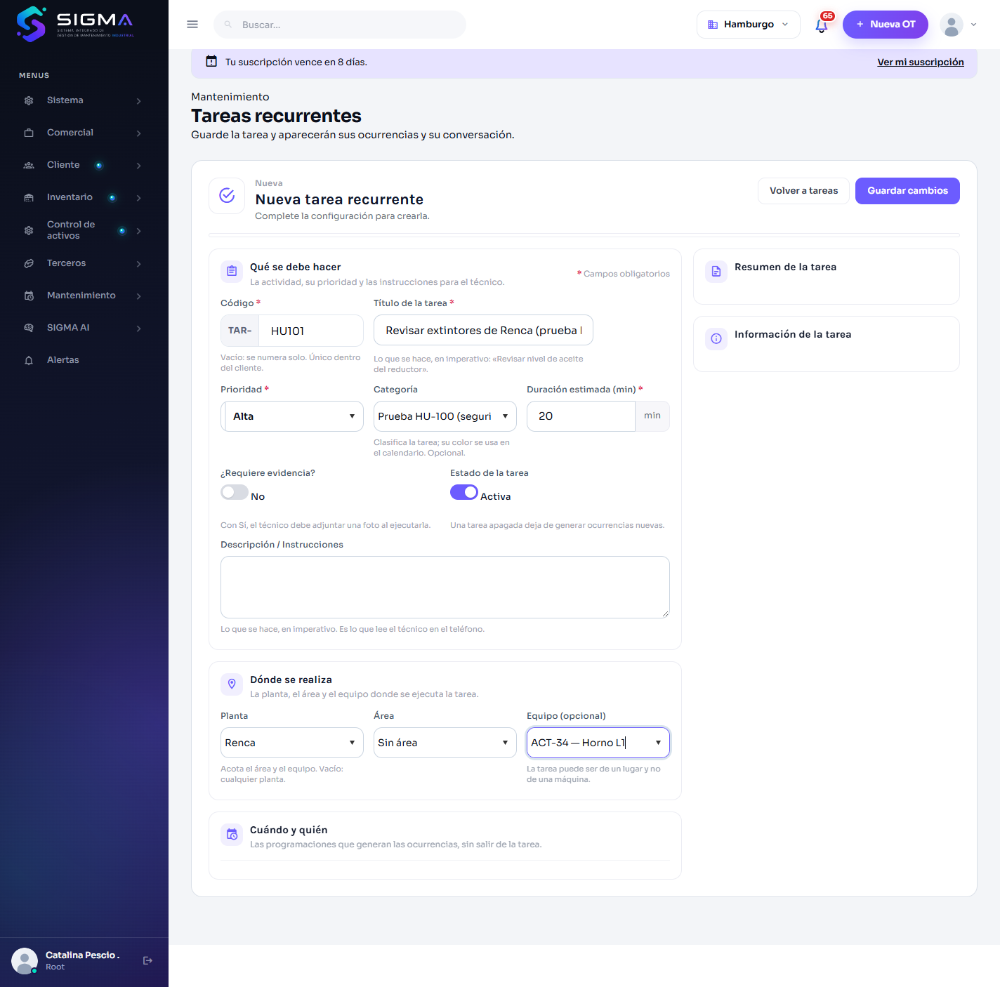 SIGMA
SISTEMA INTEGRADO DE
GESTIÓN DE MANTENIMIENTO INDUSTRIAL
Buscar...
Hamburgo
65
+ Nueva OT
MENUS
Sistema
Comercial
Cliente
Inventario
Control de
activos
Terceros
Mantenimiento
SIGMA AI
Alertas
Catalina Pescio .
Root
Tu suscripción vence en 8 días.
Ver mi suscripción
Mantenimiento
Tareas recurrentes
Guarde la tarea y aparecerán sus ocurrencias y su conversación.
Nueva
Nueva tarea recurrente
Complete la configuración para crearla.
Volver a tareas
Guardar cambios
Qué se debe hacer
La actividad, su prioridad y las instrucciones para el técnico.
* Campos obligatorios
Código *
Título de la tarea *
TAR-
HU101
Revisar extintores de Renca (prueba
Vacío: se numera solo. Único dentro
del cliente.
Lo que se hace, en imperativo: «Revisar nivel de aceite
del reductor».
Prioridad *
Categoría
Duración estimada (min) *
Alta
Prueba HU-100 (seguri
20
min
Clasifica la tarea; su color se usa en
el calendario. Opcional.
¿Requiere evidencia?
Estado de la tarea
No
Activa
Con Sí, el técnico debe adjuntar una foto al ejecutarla.
Una tarea apagada deja de generar ocurrencias nuevas.
Descripción / Instrucciones
Lo que se hace, en imperativo. Es lo que lee el técnico en el teléfono.
Dónde se realiza
La planta, el área y el equipo donde se ejecuta la tarea.
Planta
Área
Equipo (opcional)
Renca
Sin área
ACT-34 — Horno L1
Acota el área y el equipo. Vacío:
cualquier planta.
La tarea puede ser de un lugar y no
de una máquina.
Cuándo y quién
Las programaciones que generan las ocurrencias, sin salir de la tarea.
Resumen de la tarea
Información de la tarea